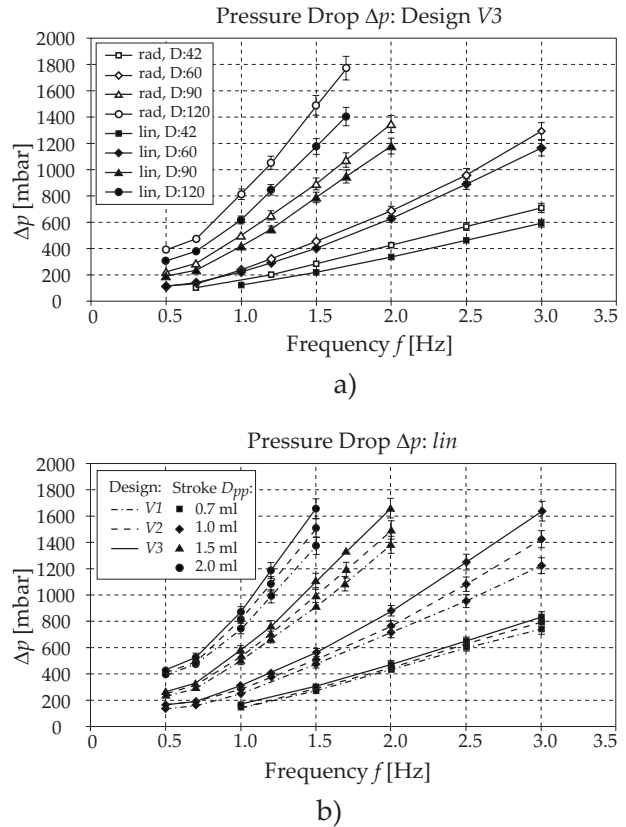 Pressure Drop Δp: Design V3
2000
1800
1600
1400
1200
1000
800
600
400
200
0
Δp [mbar]
rad, D:42
rad, D:60
rad, D:90
rad, D:120
lin, D:42
lin, D:60
lin, D:90
lin, D:120
0 0.5 1.0 1.5 2.0 2.5 3.0 3.5
Frequency f [Hz]
a)
Pressure Drop Δp: lin
2000
1800
1600
1400
1200
1000
800
600
400
200
0
Δp [mbar]
Design: Stroke Dpp:
V1 0.7 ml
V2 1.0 ml
V3 1.5 ml
2.0 ml
0 0.5 1.0 1.5 2.0 2.5 3.0 3.5
Frequency f [Hz]
b)